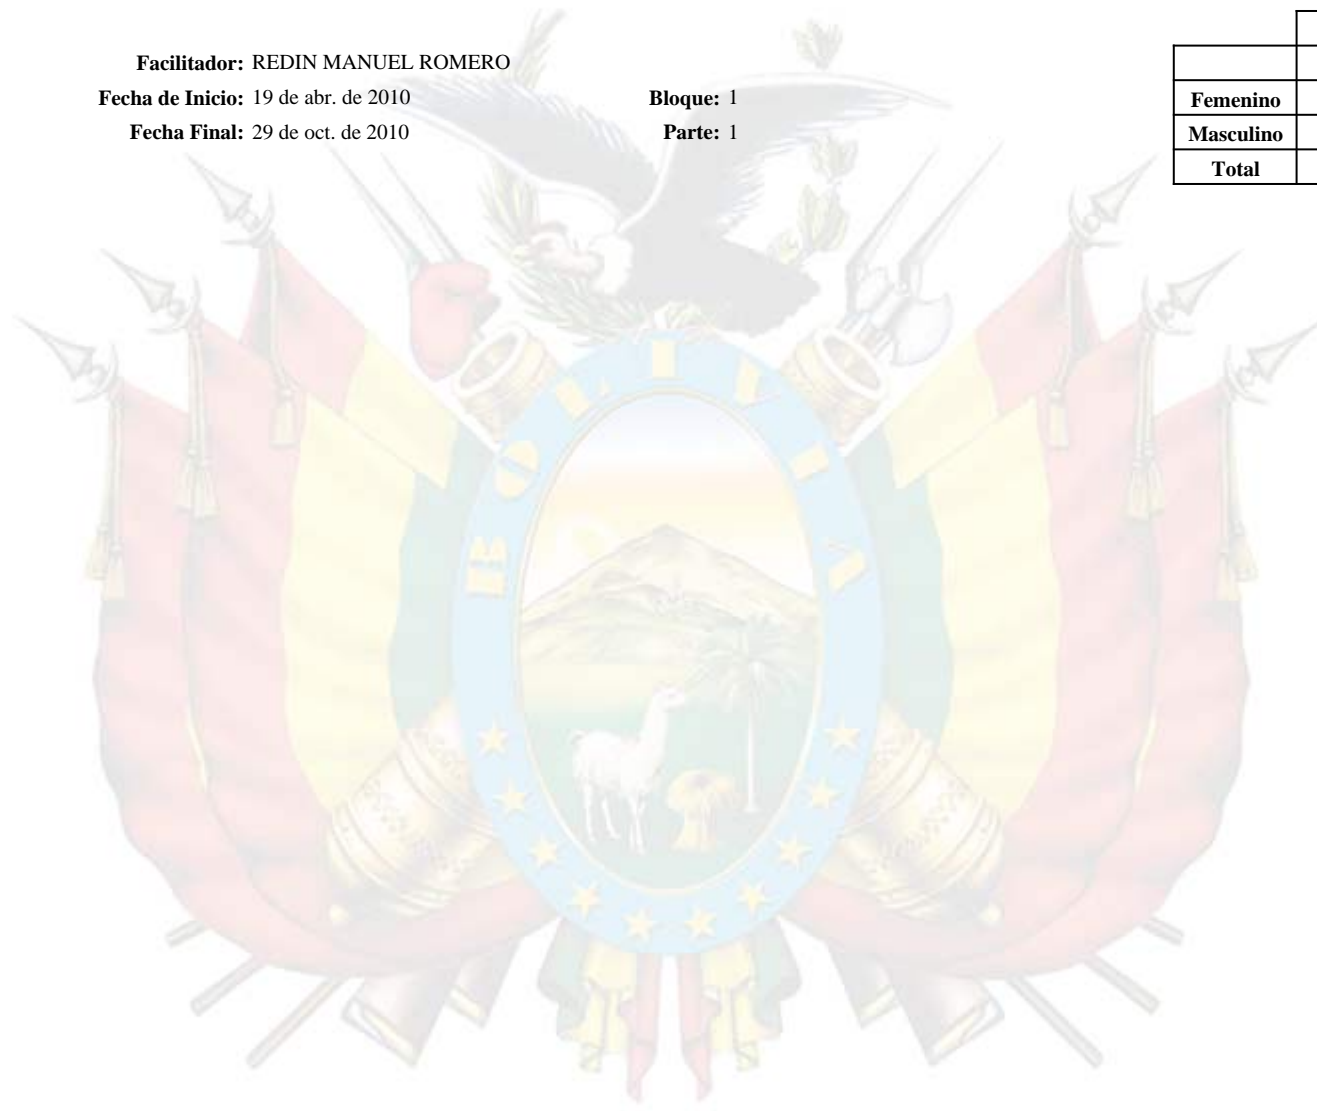 Facilitador: REDIN MANUEL ROMERO
Fecha de Inicio: 19 de abr. de 2010 Bloque: 1
Fecha Final: 29 de oct. de 2010 Parte: 1
Femenino
Masculino
Total
BOLIVIA